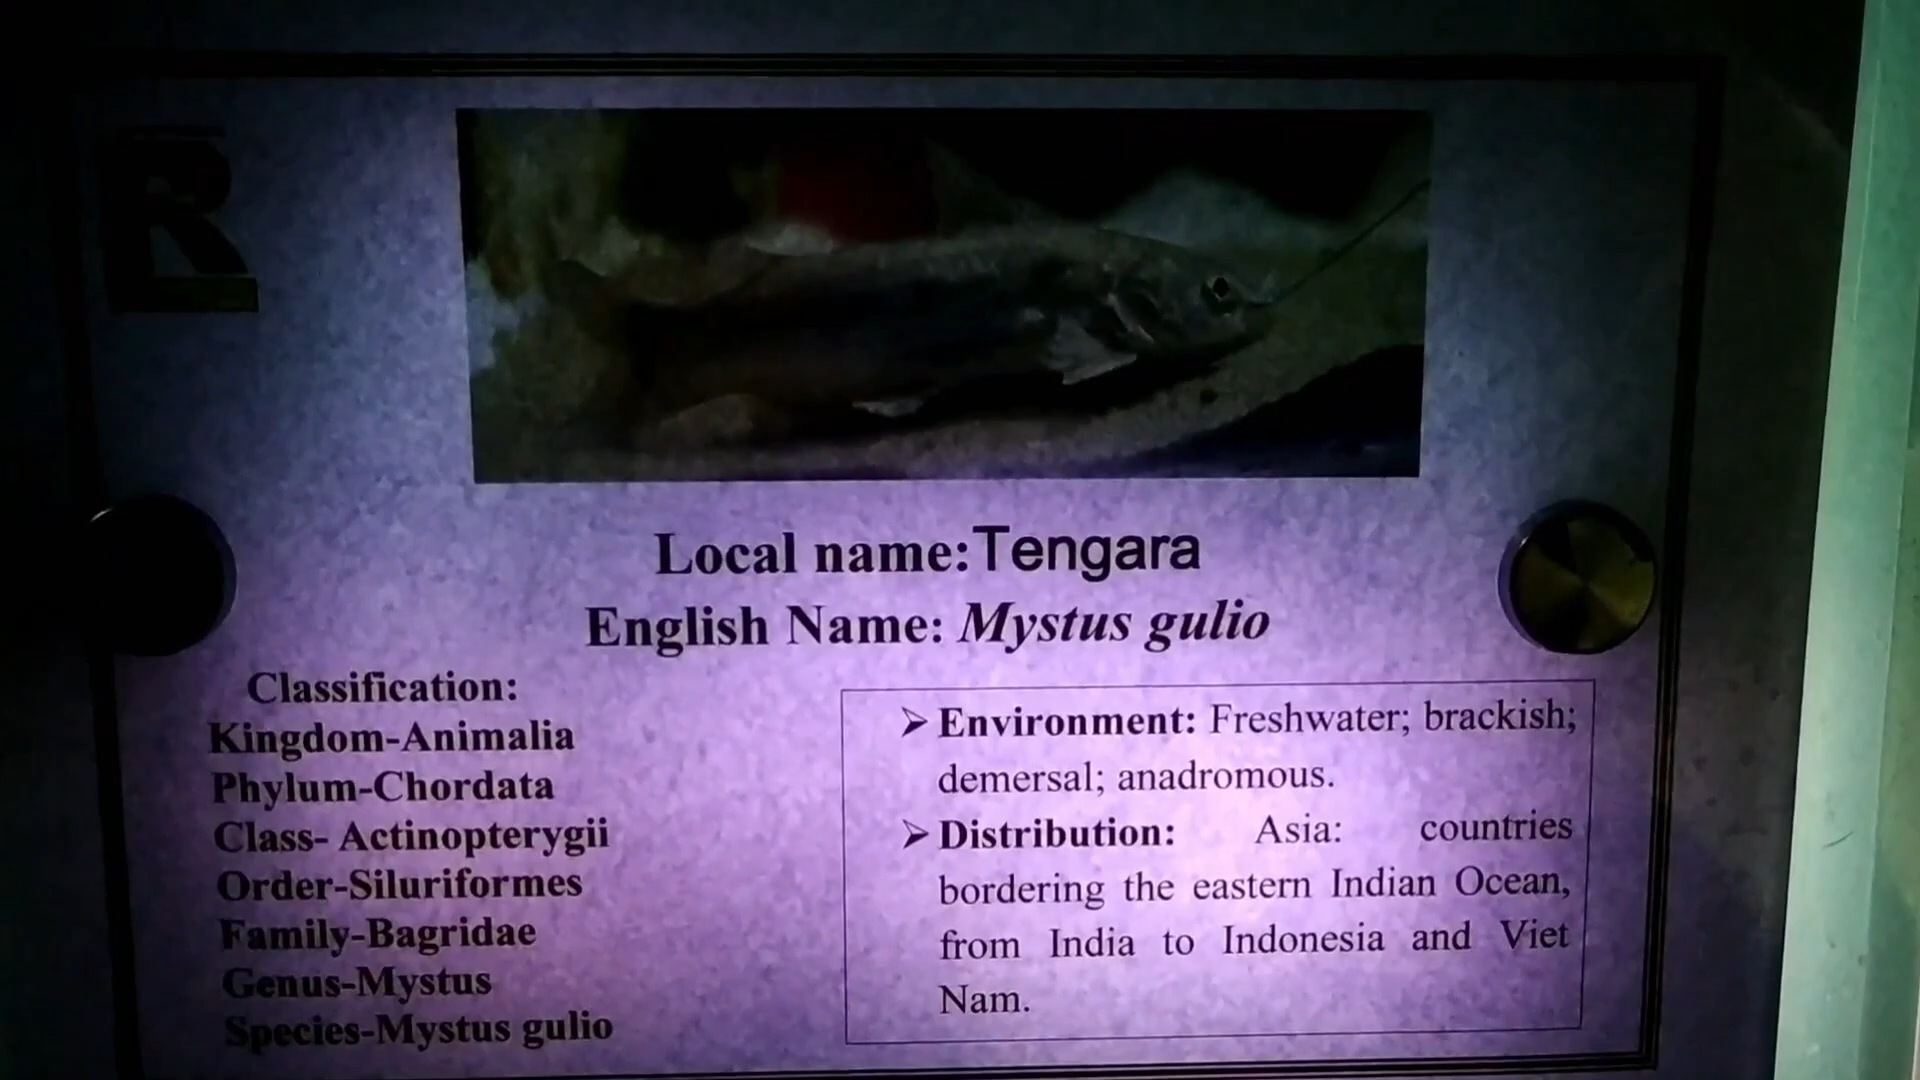 R
Local name:Tengara
English Name: Mystus gulio
Classification:
Kingdom-Animalia
Phylum-Chordata
Class- Actinopterygii
Order-Siluriformes
Family-Bagridae
Genus-Mystus
Species-Mystus gulio
➢ Environment: Freshwater; brackish;
demersal; anadromous.
➢ Distribution: Asia: countries
bordering the eastern Indian Ocean,
from India to Indonesia and Viet
Nam.